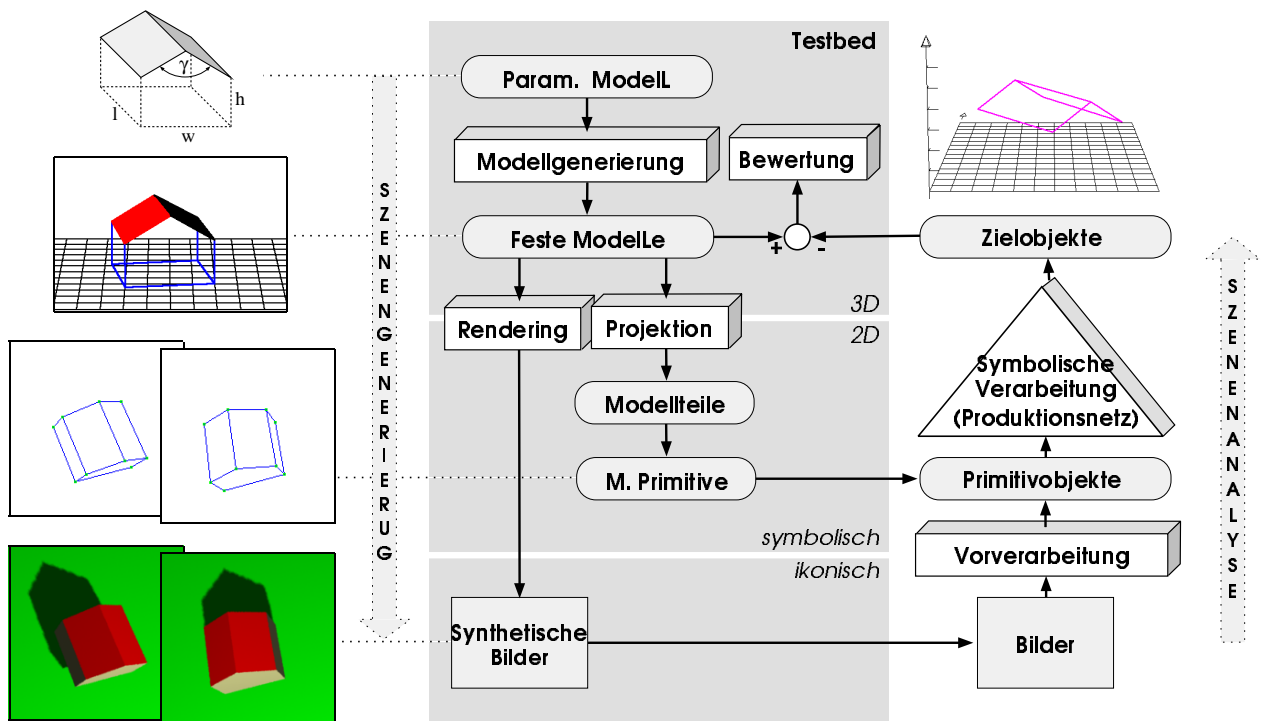 Testbed
Param. ModelL
γ
h
l
w
Modellgenerierung
Bewertung
SZENENGENERIERUG
Feste ModelLe
+
-
Zielobjekte
3D
Rendering
Projektion
2D
SZENENANALYSE
Symbolische
Verarbeitung
(Produktionsnetz)
Modellteile
M. Primitive
Primitivobjekte
symbolisch
Vorverarbeitung
ikonisch
Synthetische
Bilder
Bilder